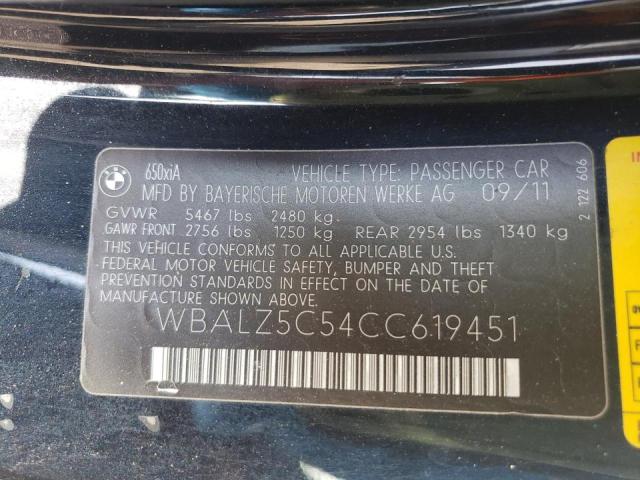 650xiA VEHICLE TYPE: PASSENGER CAR
MFD BY BAYERISCHE MOTOREN WERKE AG 09/11
GVWR 5467 lbs 2480 kg.
GAWR FRONT 2756 lbs 1250 kg REAR 2954 lbs 1340 kg
THIS VEHICLE CONFORMS TO ALL APPLICABLE U.S.
FEDERAL MOTOR VEHICLE SAFETY, BUMPER AND THEFT
PREVENTION STANDARDS IN EFFECT ON THE DATE OF
MANUFACTURE SHOWN ABOVE.
WBALZ5C54CC619451
2 122 606